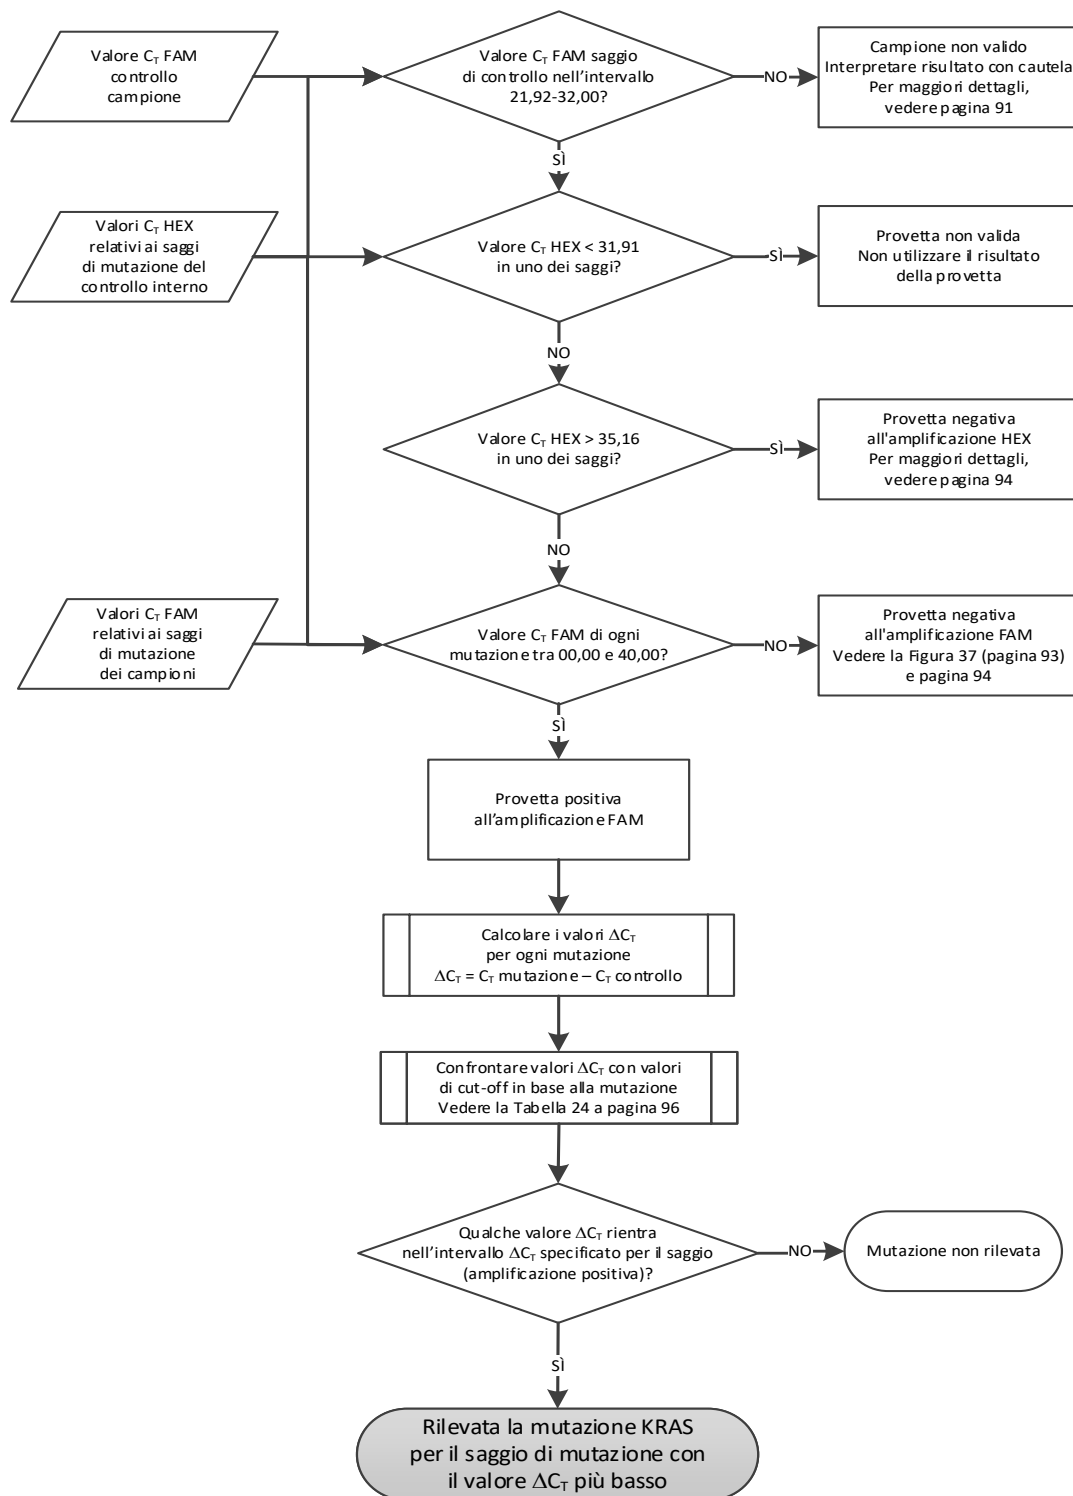 Valore CT FAM
controllo
campione
Valore CT FAM saggio
di controllo nell'intervallo
21,92-32,00?
NO
Campione non valido
Interpretare risultato con cautela
Per maggiori dettagli,
vedere pagina 91
SÌ
Valori CT HEX
relativi ai saggi
di mutazione del
controllo interno
Valore CT HEX < 31,91
in uno dei saggi?
SÌ
Provetta non valida
Non utilizzare il risultato
della provetta
NO
Valore CT HEX > 35,16
in uno dei saggi?
SÌ
Provetta negativa
all'amplificazione HEX
Per maggiori dettagli,
vedere pagina 94
NO
Valori CT FAM
relativi ai saggi
di mutazione
dei campioni
Valore CT FAM di ogni
mutazione tra 00,00 e 40,00?
NO
Provetta negativa
all'amplificazione FAM
Vedere la Figura 37 (pagina 93)
e pagina 94
SÌ
Provetta positiva
all'amplificazione FAM
Calcolare i valori ΔCT
per ogni mutazione
ΔCT = CT mutazione – CT controllo
Confrontare valori ΔCT con valori
di cut-off in base alla mutazione
Vedere la Tabella 24 a pagina 96
Qualche valore ΔCT rientra
nell'intervallo ΔCT specificato per il saggio
(amplificazione positiva)?
NO
Mutazione non rilevata
SÌ
Rilevata la mutazione KRAS
per il saggio di mutazione con
il valore ΔCT più basso